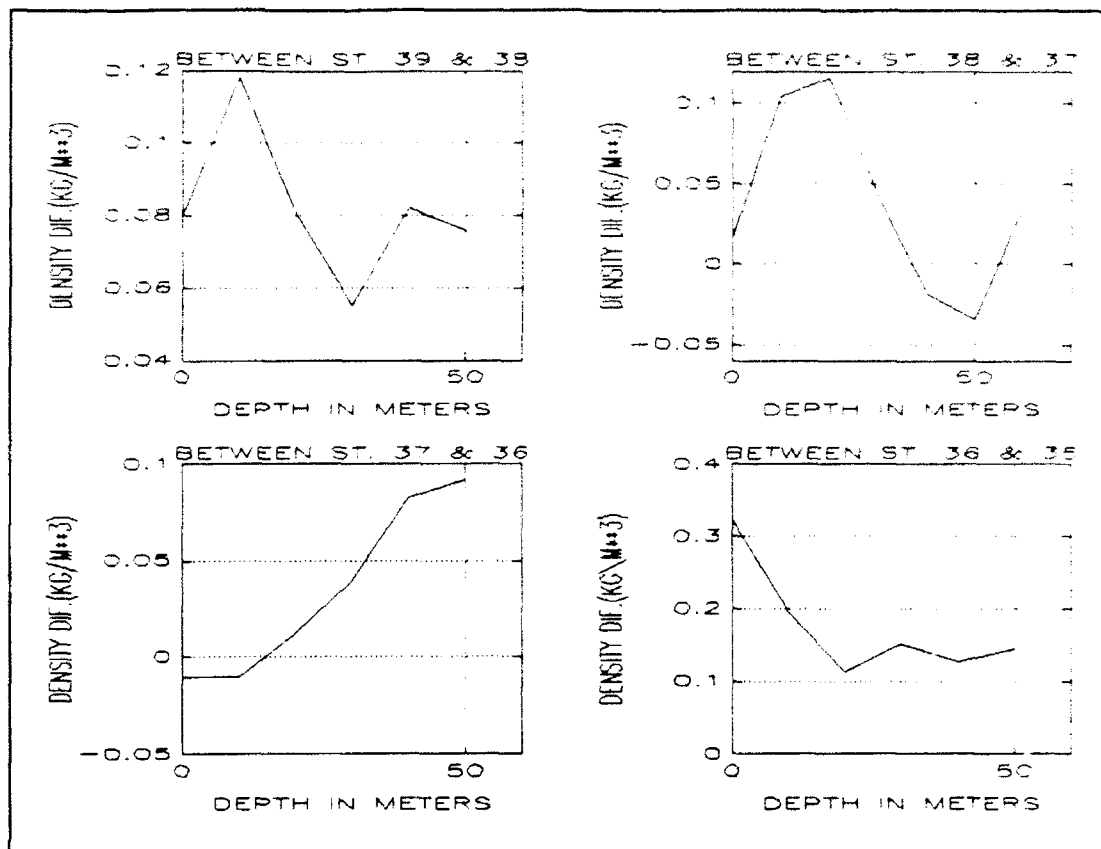 BETWEEN ST. 39 & 38
0.12
0.1
0.08
0.06
0.04
DENSITY DIF.(KG/M**3)
0
50
DEPTH IN METERS
BETWEEN ST. 38 & 37
0.1
0.05
0
-0.05
DENSITY DIF.(KG/M**3)
0
50
DEPTH IN METERS
BETWEEN ST. 37 & 36
0.1
0.05
0
-0.05
DENSITY DIF.(KG/M**3)
0
50
DEPTH IN METERS
BETWEEN ST 36 & 35
0.4
0.3
0.2
0.1
0
DENSITY DIF.(KG\M**3)
0
50
DEPTH IN METERS